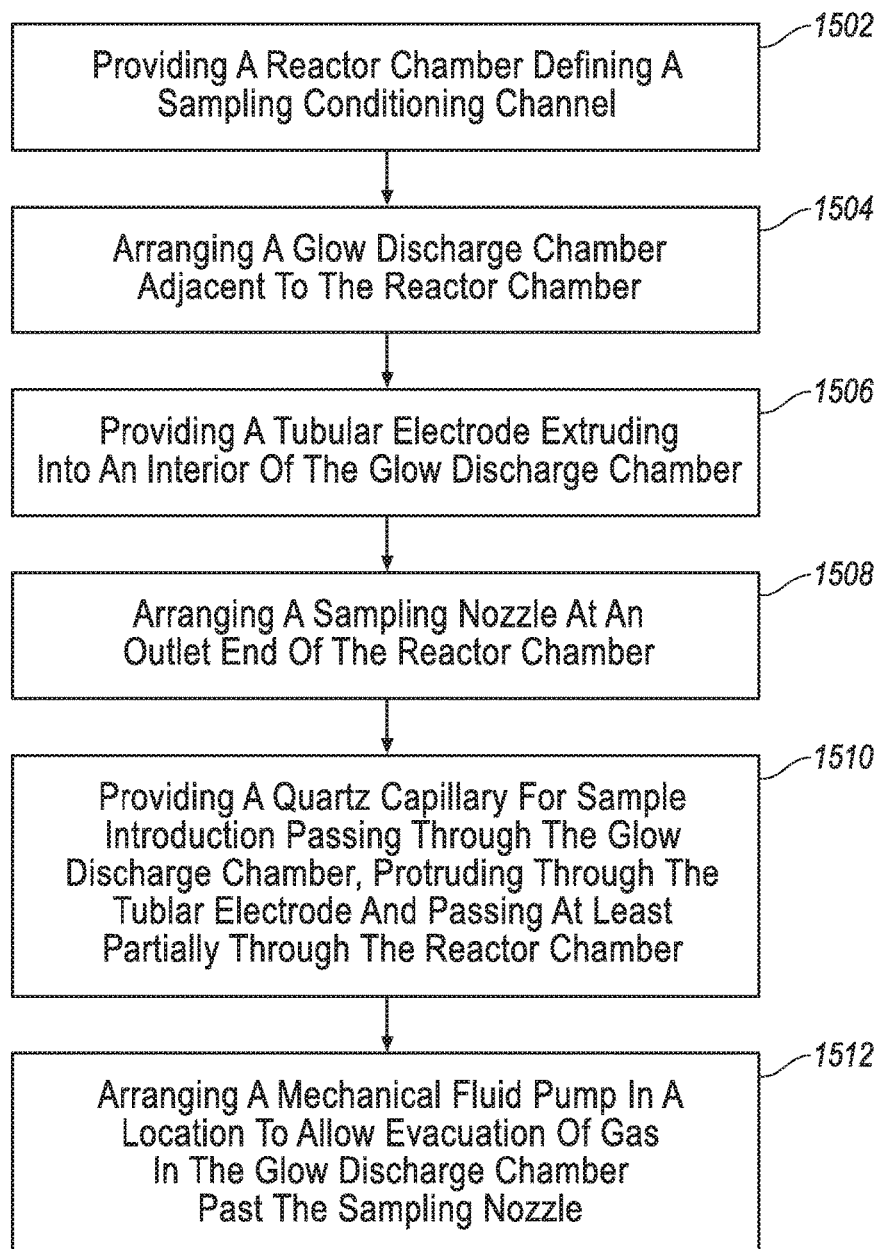 1502
Providing A Reactor Chamber Defining A
Sampling Conditioning Channel
1504
Arranging A Glow Discharge Chamber
Adjacent To The Reactor Chamber
1506
Providing A Tubular Electrode Extruding
Into An Interior Of The Glow Discharge Chamber
1508
Arranging A Sampling Nozzle At An
Outlet End Of The Reactor Chamber
1510
Providing A Quartz Capillary For Sample
Introduction Passing Through The Glow
Discharge Chamber, Protruding Through The
Tublar Electrode And Passing At Least
Partially Through The Reactor Chamber
1512
Arranging A Mechanical Fluid Pump In A
Location To Allow Evacuation Of Gas
In The Glow Discharge Chamber
Past The Sampling Nozzle